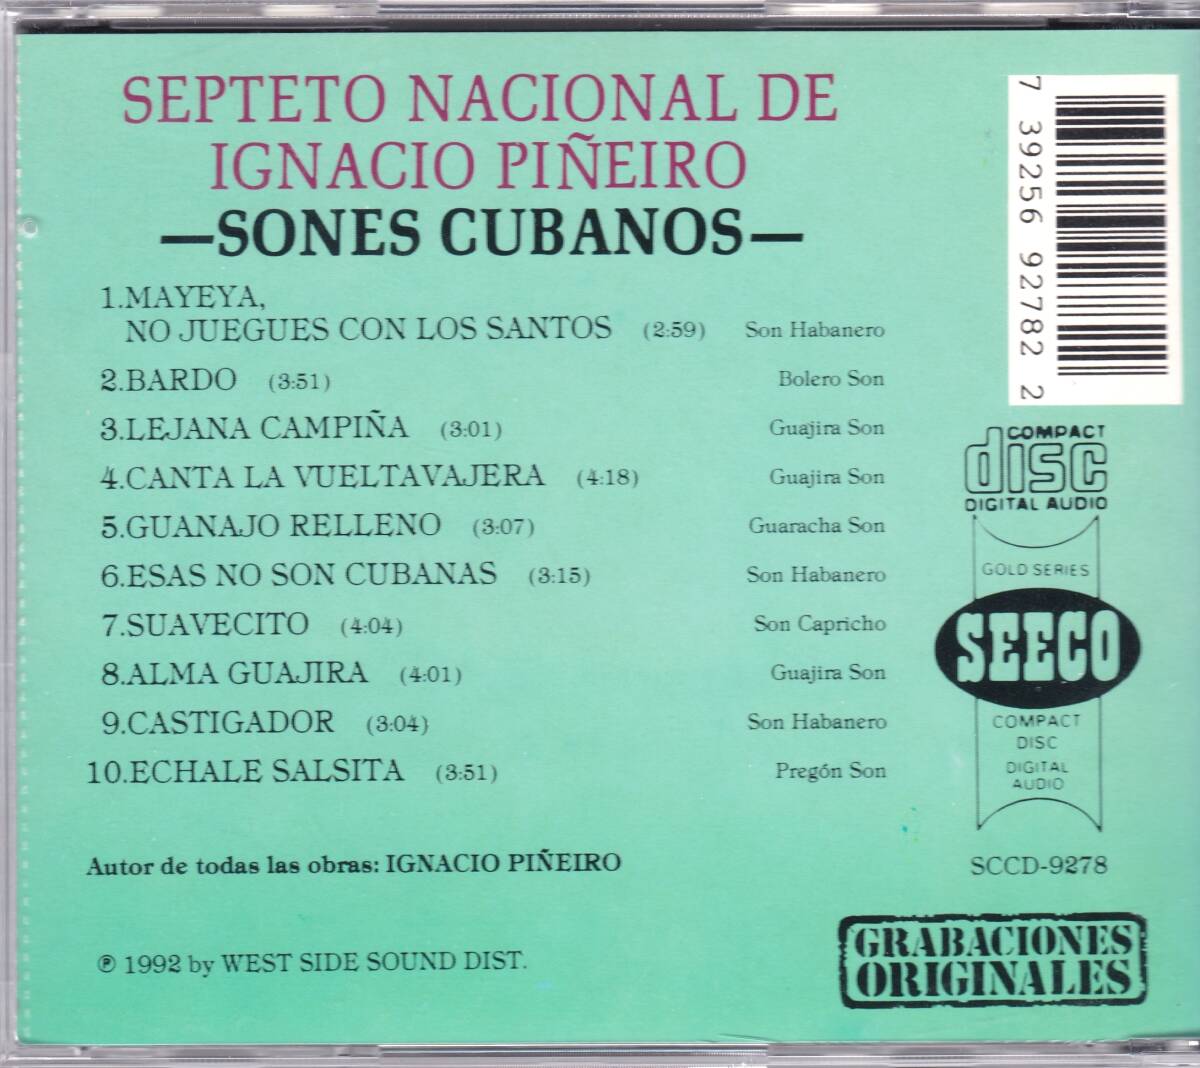 SEPTETO NACIONAL DE
IGNACIO PIÑEIRO
—SONES CUBANOS—
1.MAYEYA,
NO JUEGUES CON LOS SANTOS (2:59) Son Habanero
2.BARDO (3:51) Bolero Son
3.LEJANA CAMPIÑA (3:01) Guajira Son
4.CANTA LA VUELTAVAJERA (4:18) Guajira Son
5.GUANAJO RELLENO (3:07) Guaracha Son
6.ESAS NO SON CUBANAS (3:15) Son Habanero
7.SUAVECITO (4:04) Son Capricho
8.ALMA GUAJIRA (4:01) Guajira Son
9.CASTIGADOR (3:04) Son Habanero
10.ECHALE SALSITA (3:51) Pregón Son
Autor de todas las obras: IGNACIO PIÑEIRO
℗ 1992 by WEST SIDE SOUND DIST.
7 39256 92782 2
COMPACT
disc
DIGITAL AUDIO
GOLD SERIES
SEECO
COMPACT
DISC
DIGITAL
AUDIO
SCCD-9278
GRABACIONES
ORIGINALES